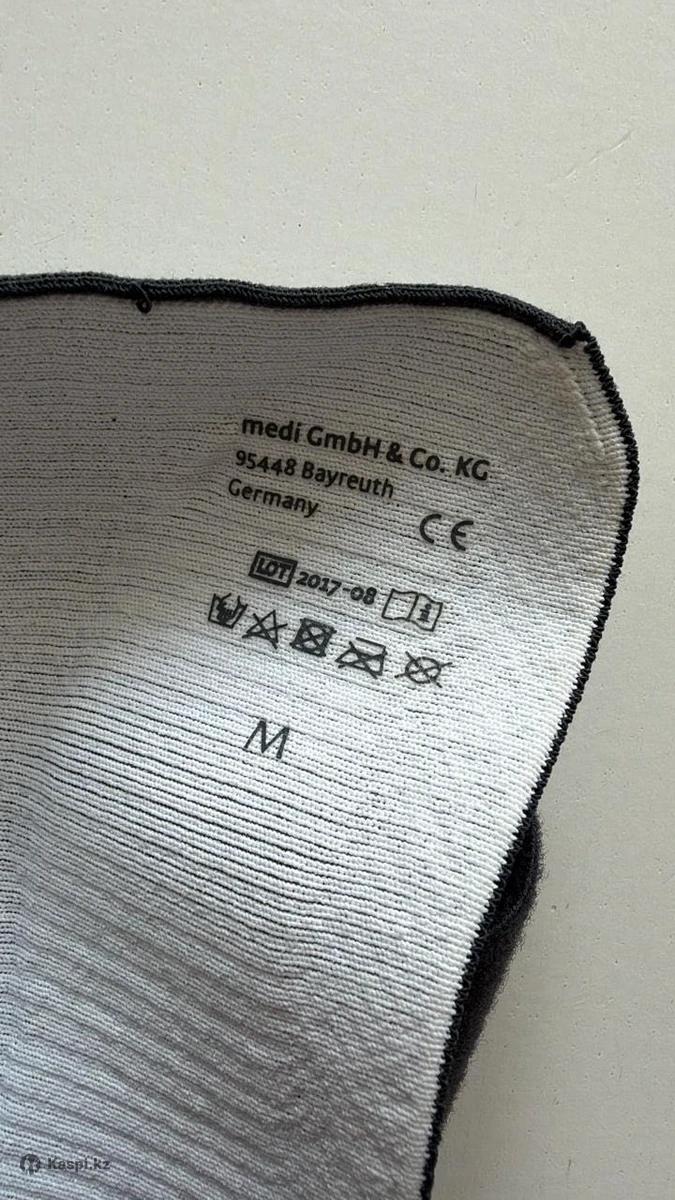 medi GmbH & Co. KG
95448 Bayreuth
Germany
CE
LOT 2017-08
M
Kaspi.kz